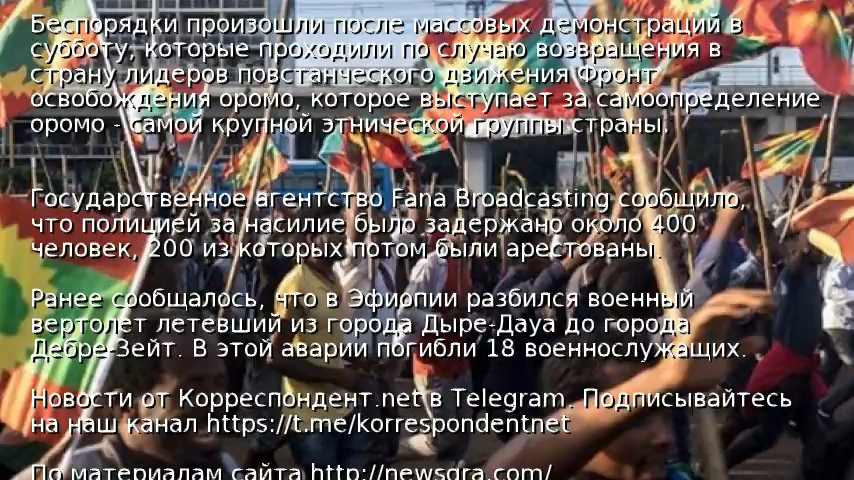 Беспорядки произошли после массовых демонстраций в
субботу, которые проходили по случаю возвращения в
страну лидеров повстанческого движения Фронт
освобождения оромо, которое выступает за самоопределение
оромо - самой крупной этнической группы страны.
Государственное агентство Fana Broadcasting сообщило,
что полицией за насилие было задержано около 400
человек, 200 из которых потом были арестованы.
Ранее сообщалось, что в Эфиопии разбился военный
вертолет летевший из города Дыре-Дауа до города
Дебре-Зейт. В этой аварии погибли 18 военнослужащих.
Новости от Корреспондент.net в Telegram. Подписывайтесь
на наш канал https://t.me/korrespondentnet
По материалам сайта http://newsgra.com/